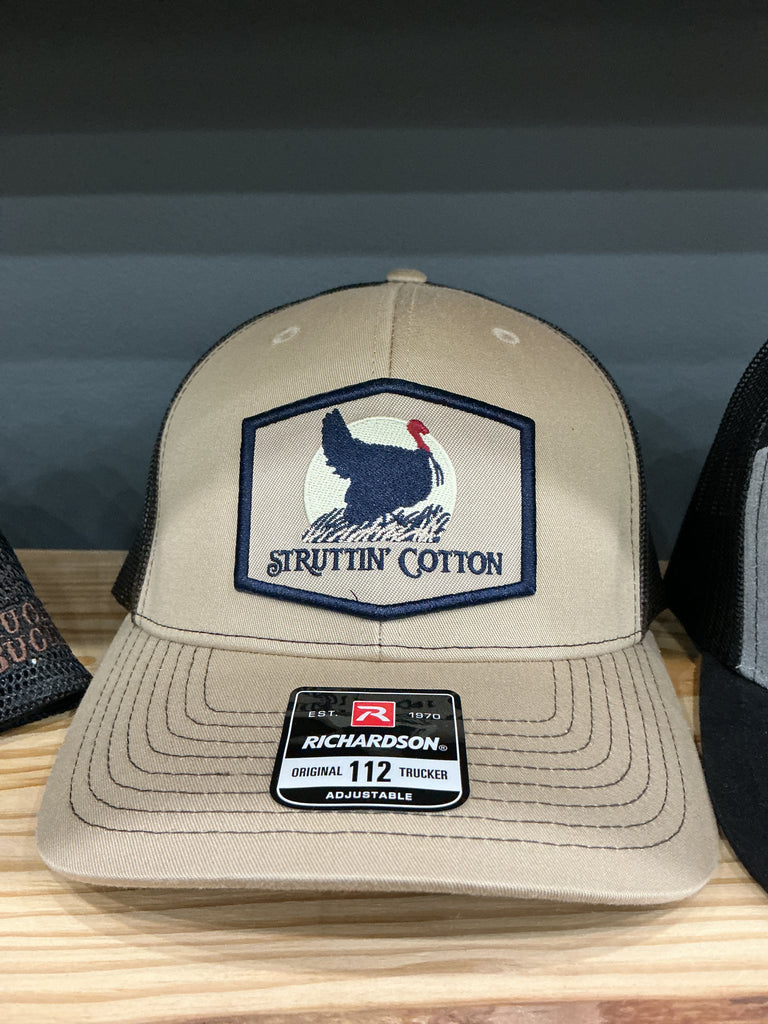 STRUTTIN' COTTON
EST. R 1970
RICHARDSON®
ORIGINAL 112 TRUCKER
ADJUSTABLE